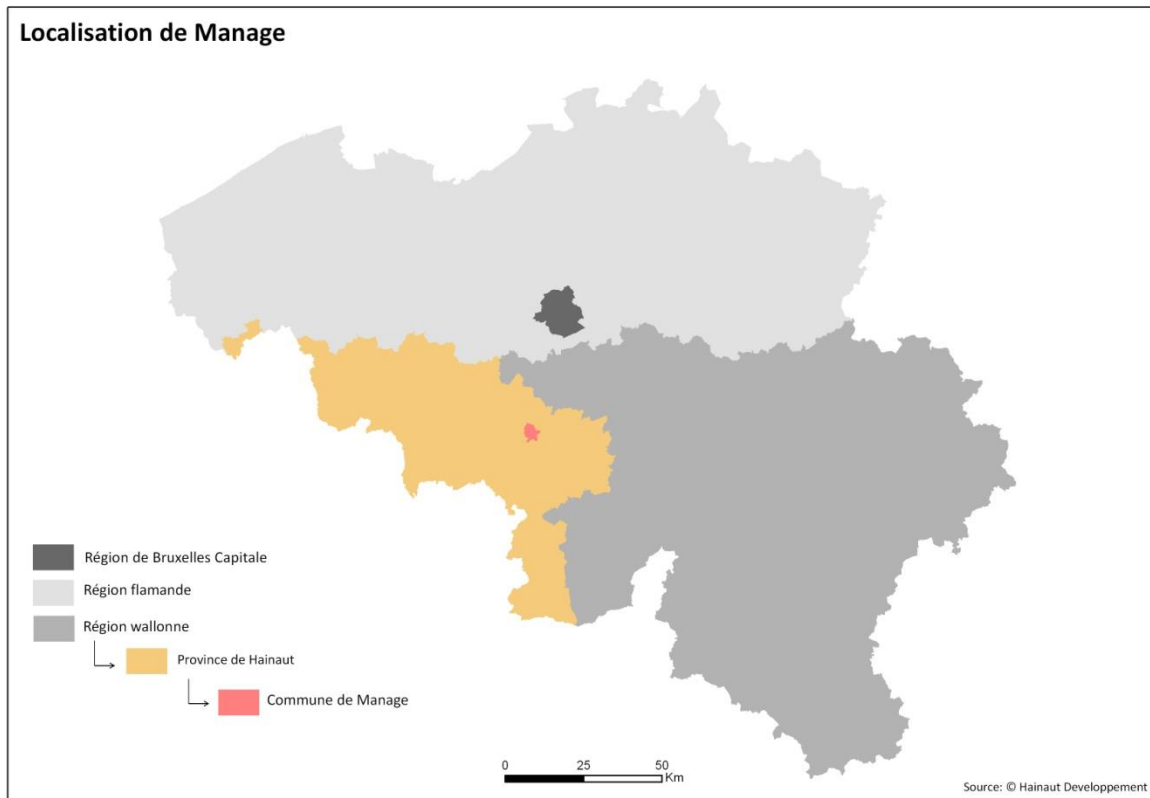 Localisation de Manage
Région de Bruxelles Capitale
Région flamande
Région wallonne
Province de Hainaut
Commune de Manage
0 25 50
Km
Source: © Hainaut Developpement